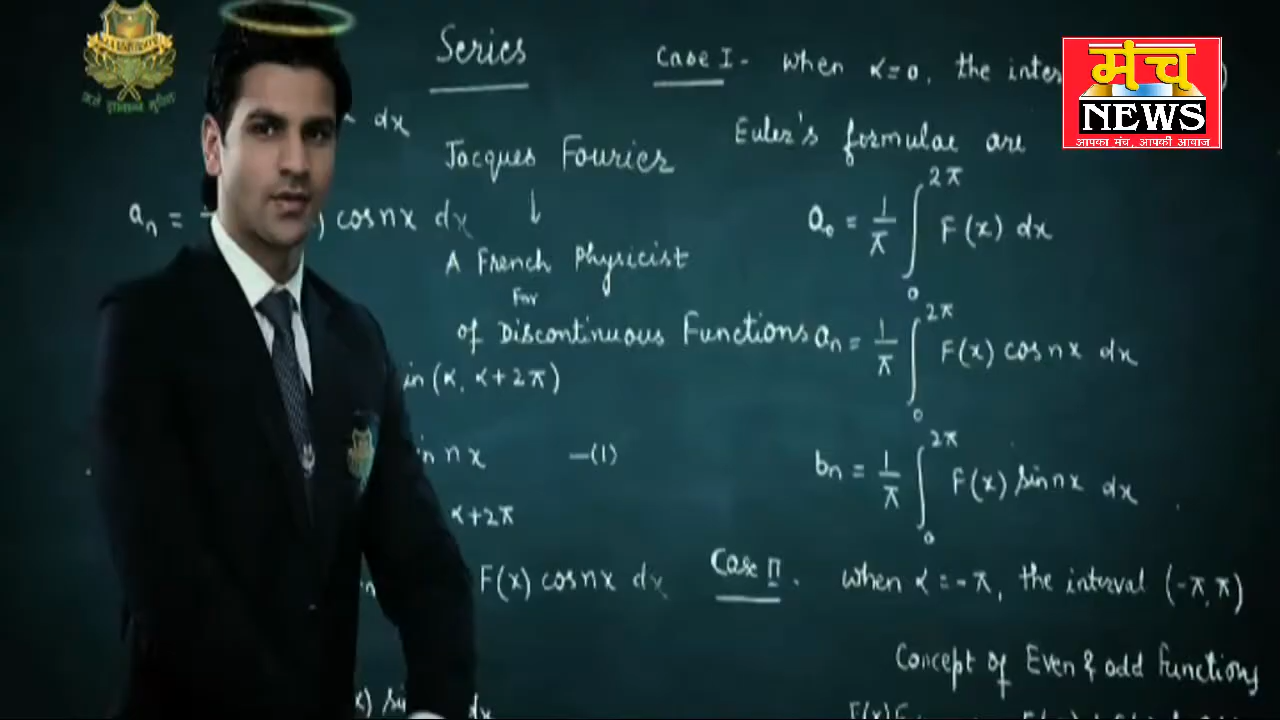 Series
Case I - when α=0, the inter
मंच
NEWS
आपका मंच, आपकी आवाज
dx
Euler's formulae are
Jacques Fourier
a₀ = 1/π ∫₀^2π F(x) dx
aₙ =
) cosnx dx
↓
A French Physicist
For
of Discontinuous Functions
aₙ = 1/π ∫₀^2π F(x) cosnx dx
in (α, α+2π)
in nx —(1)
bₙ = 1/π ∫₀^2π F(x) sinnx dx
α+2π
F(x) cosnx dx
Case II. when α = -π, the interval (-π, π)
Concept of Even & odd Functions
dx